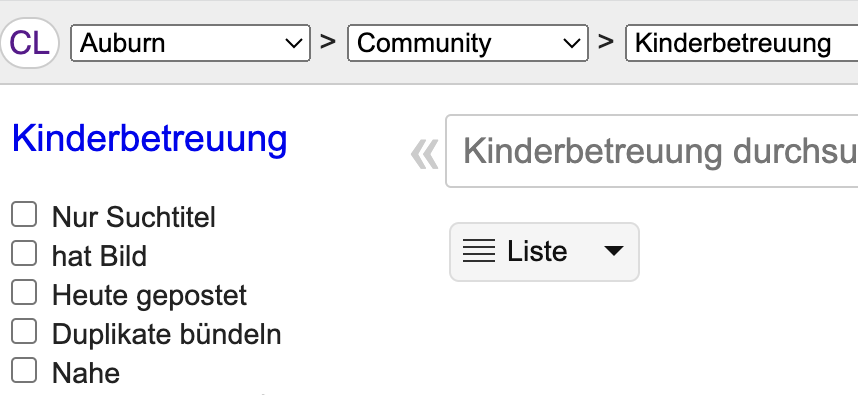 CL Auburn > Community > Kinderbetreuung
Kinderbetreuung
« Kinderbetreuung durchsu
Nur Suchtitel
hat Bild
Heute gepostet
Duplikate bündeln
Nahe
Liste